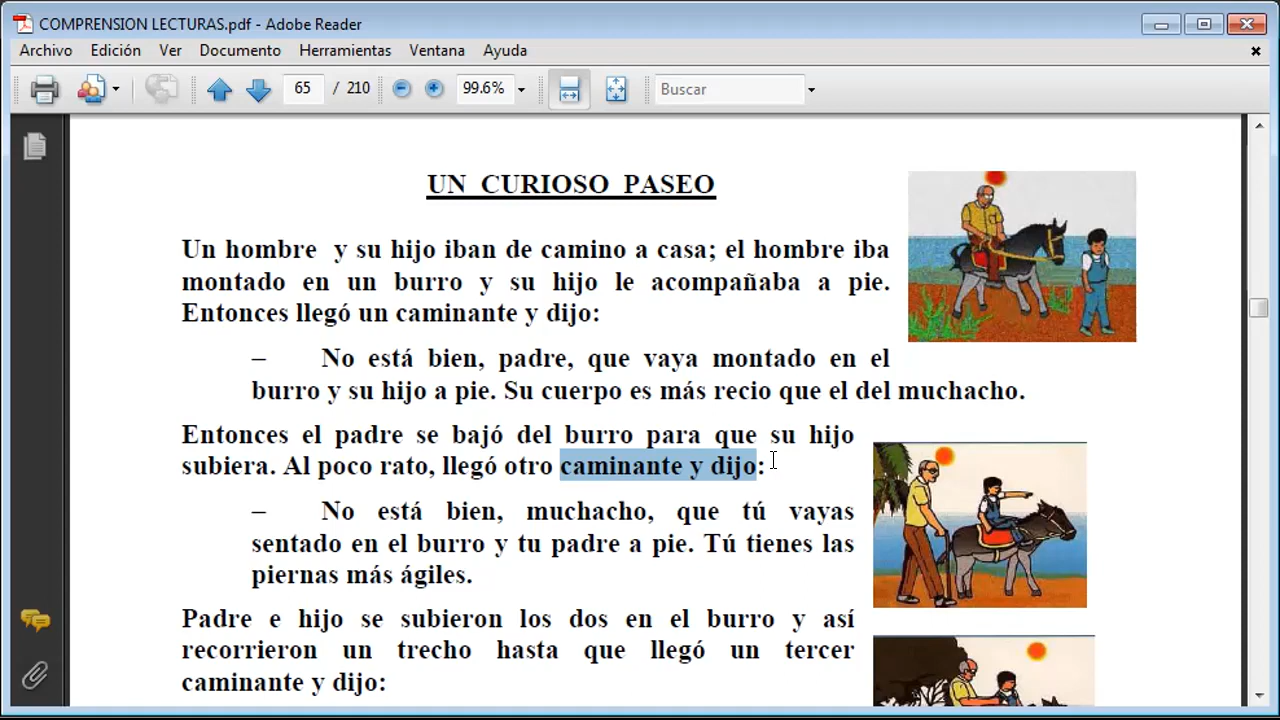 COMPRENSION LECTURAS.pdf - Adobe Reader
Archivo Edición Ver Documento Herramientas Ventana Ayuda
65 / 210 99.6% Buscar
UN CURIOSO PASEO
Un hombre y su hijo iban de camino a casa; el hombre iba
montado en un burro y su hijo le acompañaba a pie.
Entonces llegó un caminante y dijo:
– No está bien, padre, que vaya montado en el
burro y su hijo a pie. Su cuerpo es más recio que el del muchacho.
Entonces el padre se bajó del burro para que su hijo
subiera. Al poco rato, llegó otro caminante y dijo:
– No está bien, muchacho, que tú vayas
sentado en el burro y tu padre a pie. Tú tienes las
piernas más ágiles.
Padre e hijo se subieron los dos en el burro y así
recorrieron un trecho hasta que llegó un tercer
caminante y dijo: